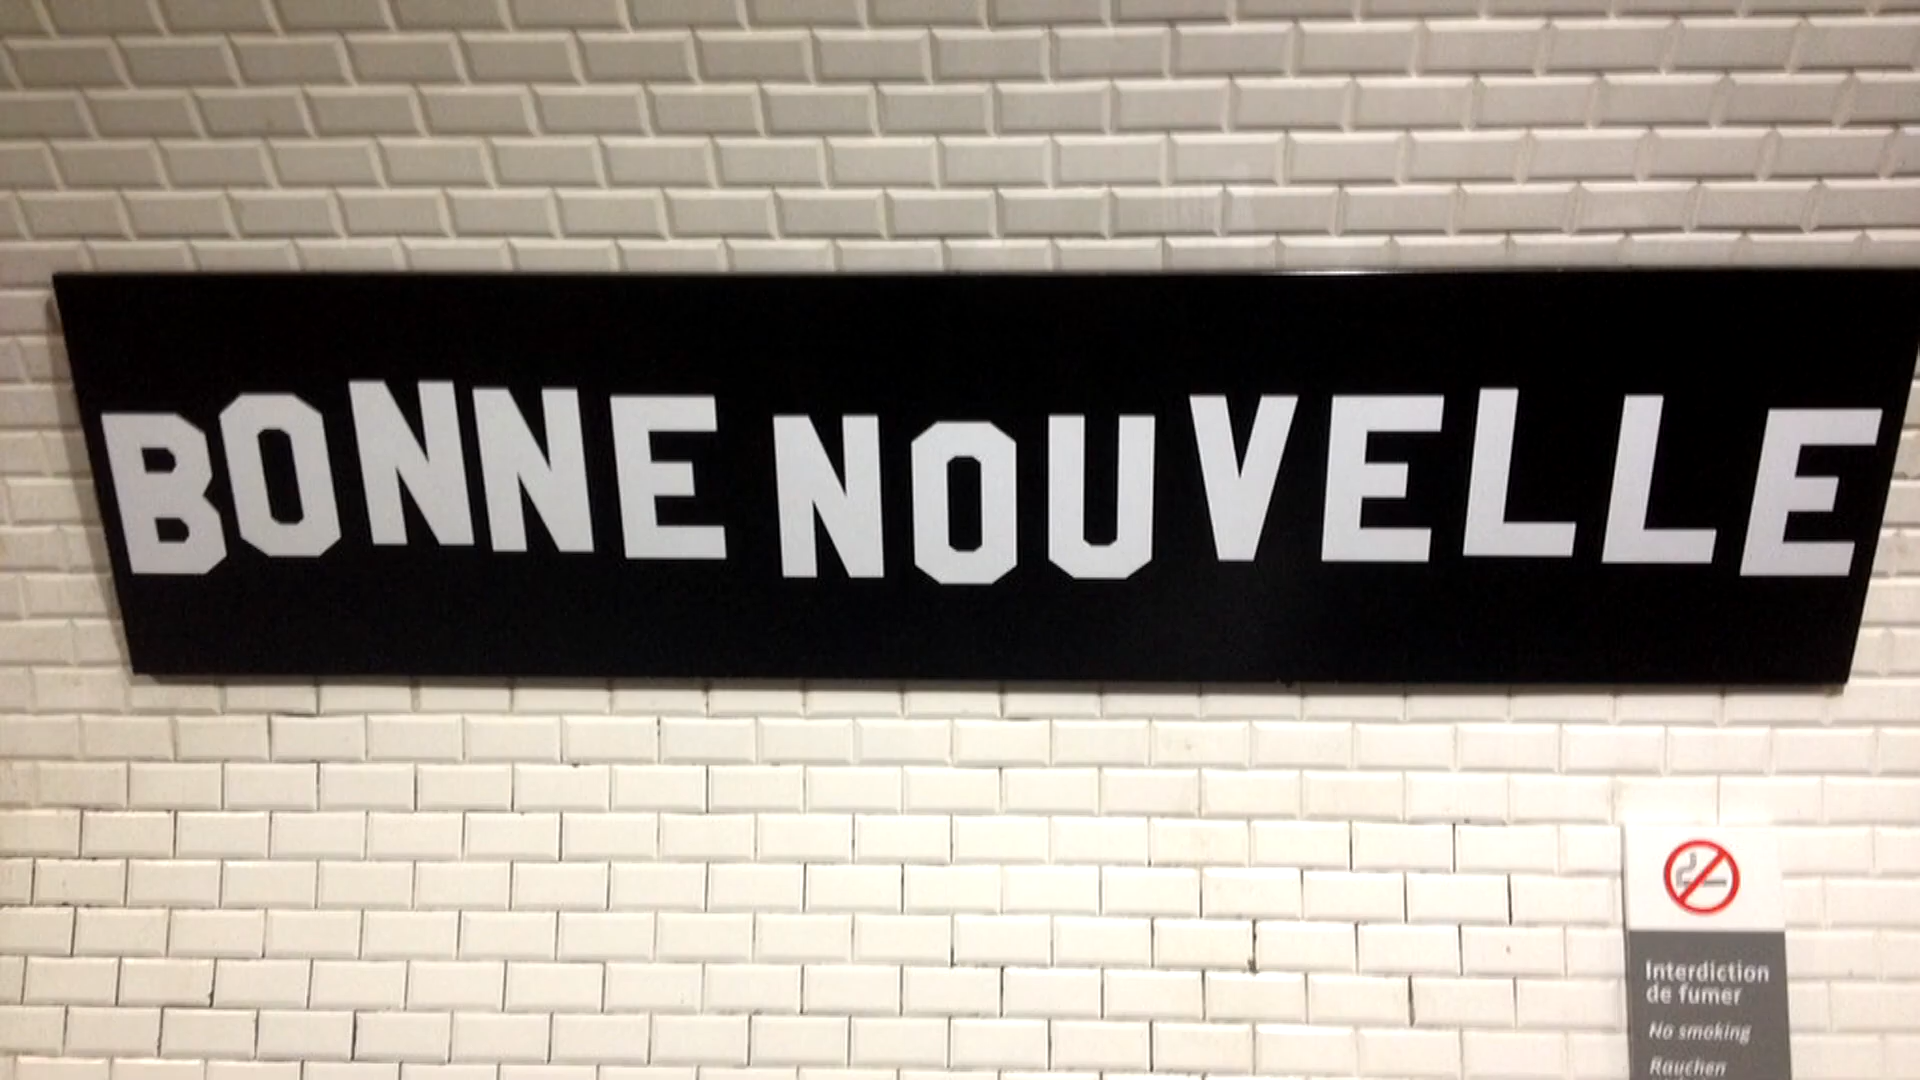 BONNE NOUVELLE
Interdiction
de fumer
No smoking
Rauchen